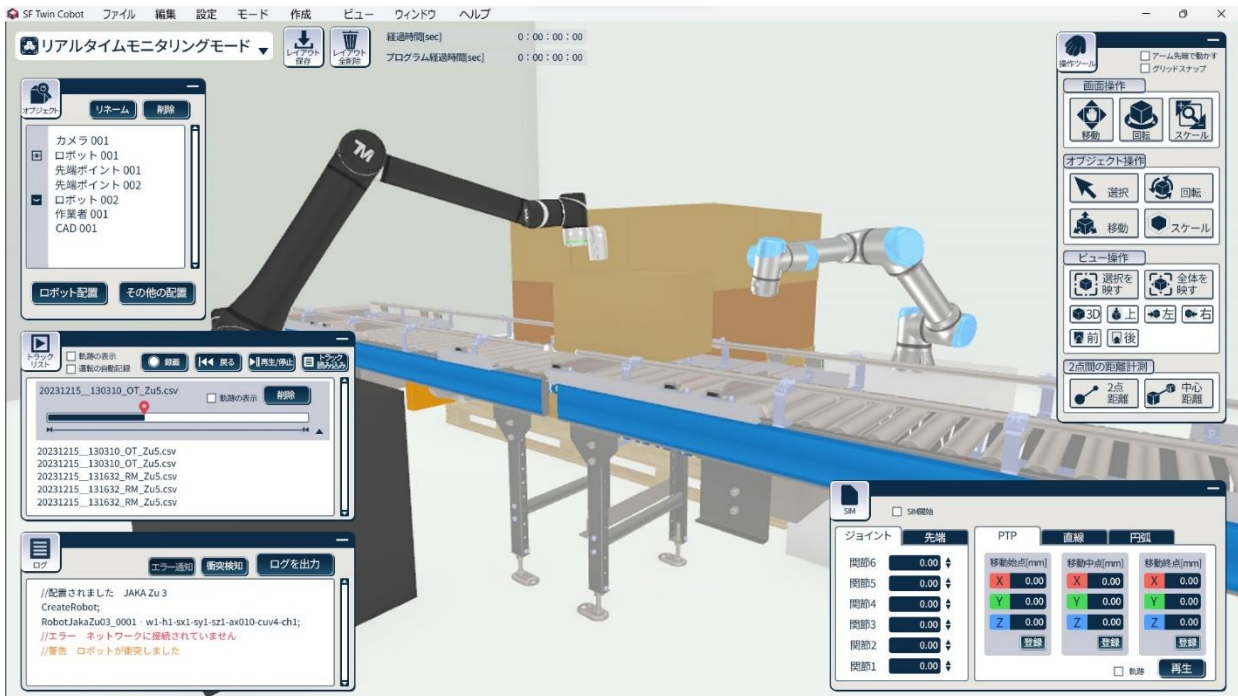 SF Twin Cobot ファイル 編集 設定 モード 作成 ビュー ウィンドウ ヘルプ
リアルタイムモニタリングモード
レイアウト保存
レイアウト全削除
経過時間[sec] 0:00:00:00
プログラム経過時間[sec] 0:00:00:00
オブジェクト
リネーム 削除
カメラ 001
ロボット 001
先端ポイント 001
先端ポイント 002
ロボット 002
作業者 001
CAD 001
ロボット配置 その他の配置
トラックリスト
軌跡の表示
運転の自動記録
録画 戻る 再生/停止 トラック読み込み
20231215__130310_OT_Zu5.csv
軌跡の表示 削除
20231215__130310_OT_Zu5.csv
20231215__130310_OT_Zu5.csv
20231215__131632_RM_Zu5.csv
20231215__131632_RM_Zu5.csv
20231215__131632_RM_Zu5.csv
ログ
エラー通知 衝突検知 ログを出力
//配置されました JAKA Zu 3
CreateRobot;
RobotJakaZu03_0001 - w1-h1-sx1-sy1-sz1-ax010-cuv4-ch1;
//エラー ネットワークに接続されていません
//警告 ロボットが衝突しました
TM
操作ツール
アーム先端で動かす
グリッドスナップ
画面操作
移動 回転 スケール
オブジェクト操作
選択 回転
移動 スケール
ビュー操作
選択を映す 全体を映す
3D 上 左 右
前 後
2点間の距離計測
2点距離 中心距離
SIM
SIM開始
ジョイント 先端
関節6 0.00
関節5 0.00
関節4 0.00
関節3 0.00
関節2 0.00
関節1 0.00
PTP 直線 円弧
移動始点[mm] 移動中点[mm] 移動終点[mm]
X 0.00 X 0.00 X 0.00
Y 0.00 Y 0.00 Y 0.00
Z 0.00 Z 0.00 Z 0.00
登録 登録 登録
軌跡 再生